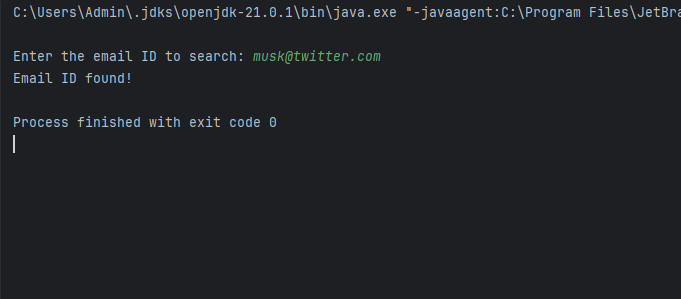 C:\Users\Admin\.jdks\openjdk-21.0.1\bin\java.exe "-javaagent:C:\Program Files\JetBra
Enter the email ID to search: musk@twitter.com
Email ID found!
Process finished with exit code 0